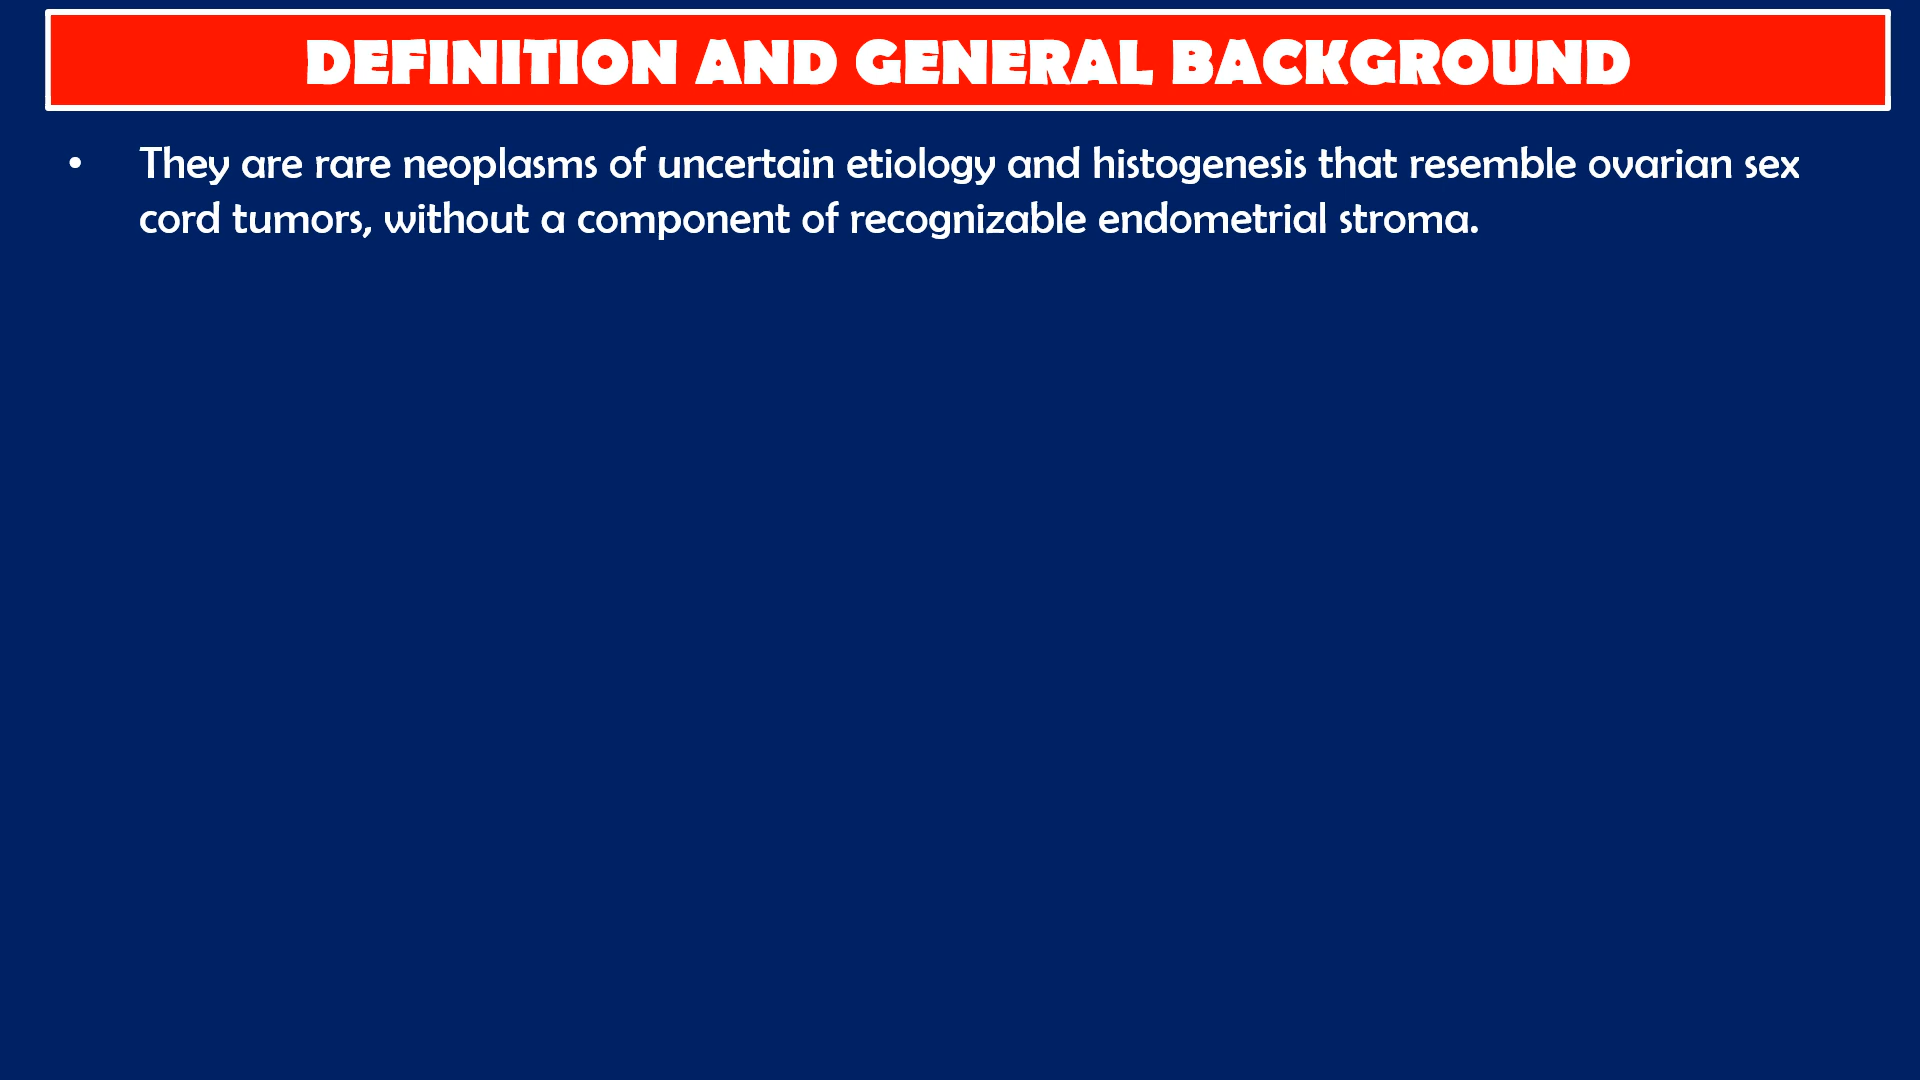 DEFINITION AND GENERAL BACKGROUND
• They are rare neoplasms of uncertain etiology and histogenesis that resemble ovarian sex
cord tumors, without a component of recognizable endometrial stroma.